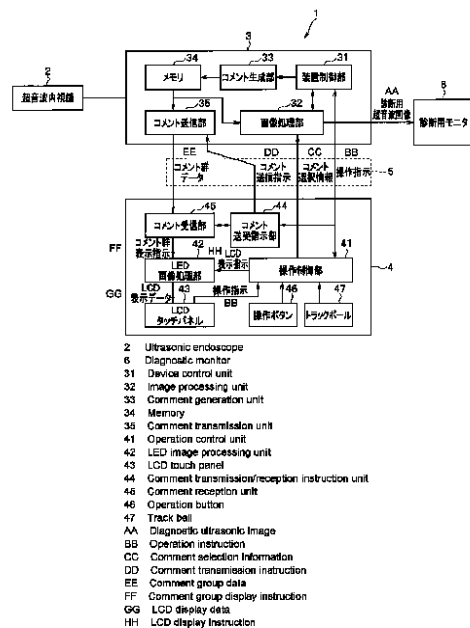 1
2
超音波内視鏡
3
34
メモリ
33
コメント生成部
31
装置制御部
35
コメント送信部
32
画像処理部
AA
診断用
超音波画像
6
診断用モニタ
EE
コメント群
データ
DD
コメント
送信指示
CC
コメント
選択情報
BB
操作指示
5
45
コメント受信部
44
コメント
送受指示部
FF
コメント群
表示指示
42
LED
画像処理部
HH
LCD
表示指示
41
操作制御部
4
GG
LCD
表示データ
43
LCD
タッチパネル
操作指示
BB
46
操作ボタン
47
トラックボール
2 Ultrasonic endoscope
6 Diagnostic monitor
31 Device control unit
32 Image processing unit
33 Comment generation unit
34 Memory
35 Comment transmission unit
41 Operation control unit
42 LED image processing unit
43 LCD touch panel
44 Comment transmission/reception instruction unit
45 Comment reception unit
46 Operation button
47 Track ball
AA Diagnostic ultrasonic image
BB Operation instruction
CC Comment selection information
DD Comment transmission instruction
EE Comment group data
FF Comment group display instruction
GG LCD display data
HH LCD display instruction